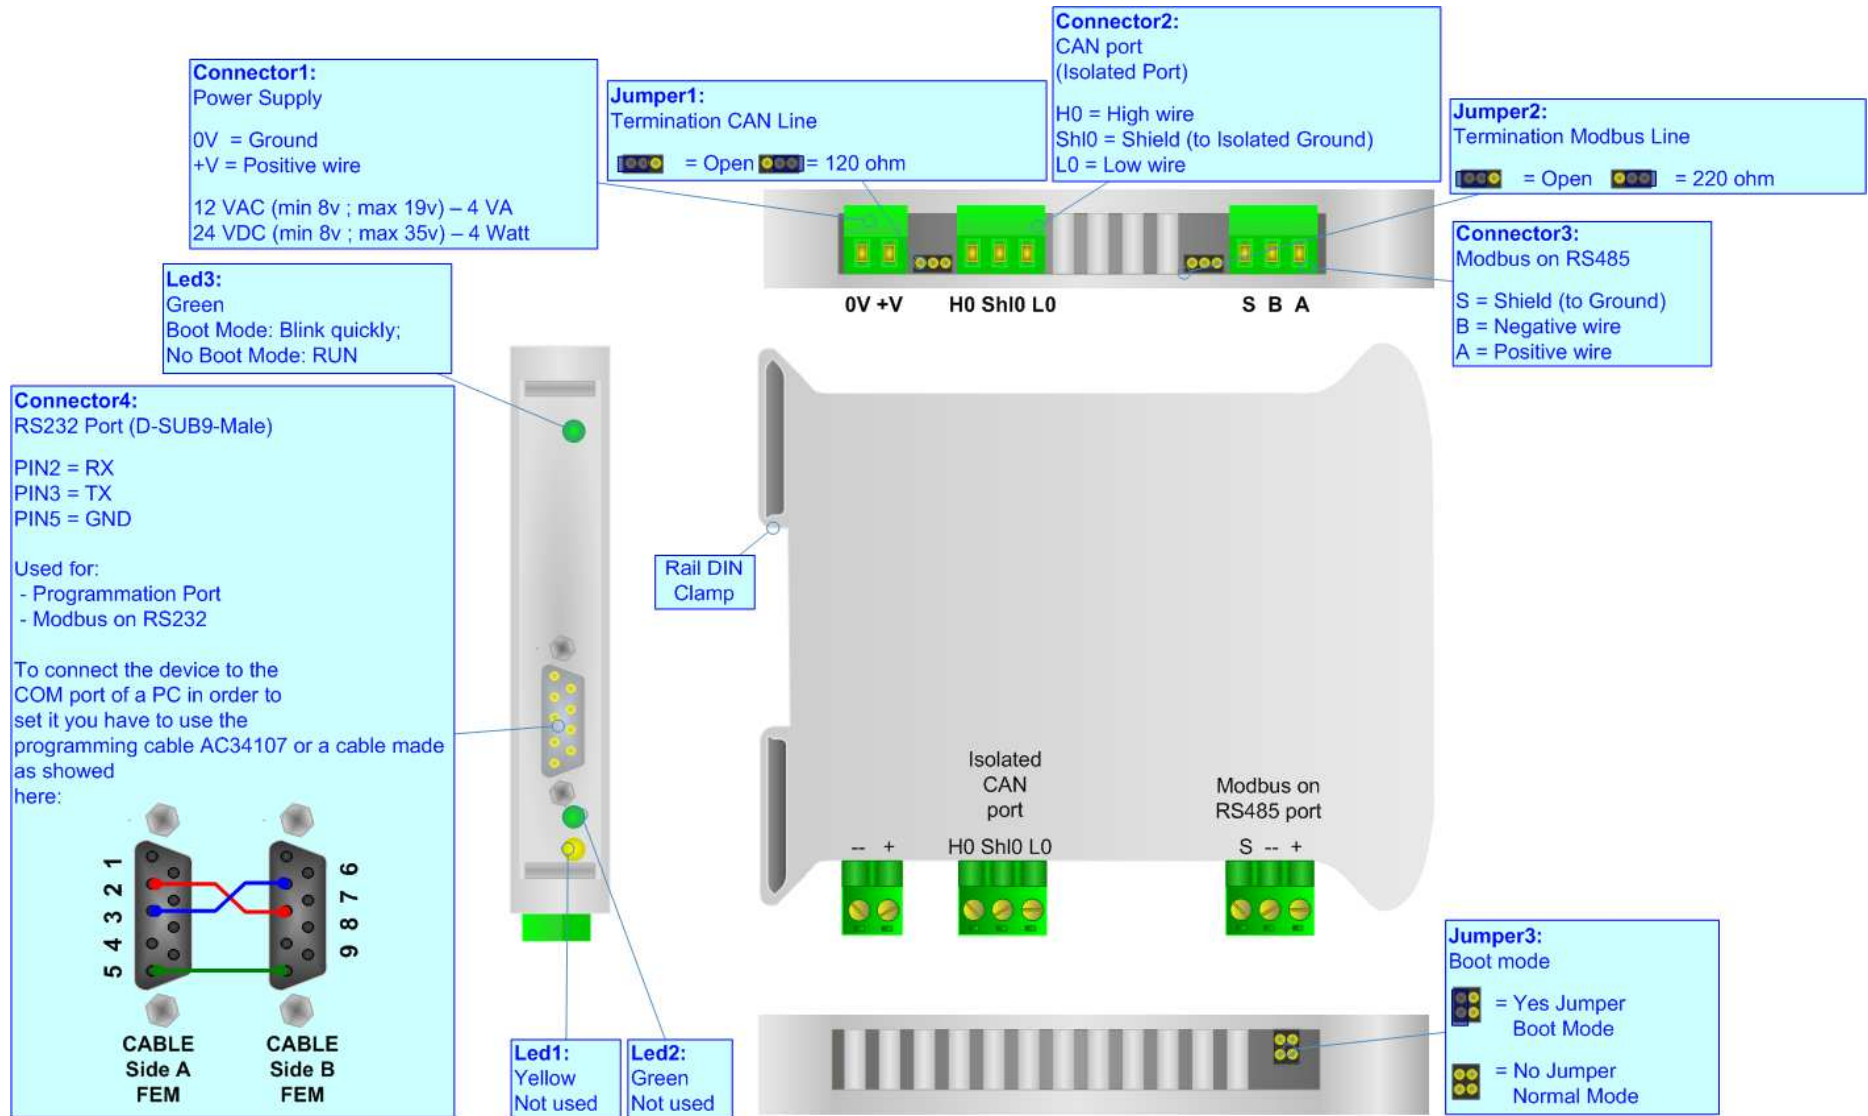 Connector1:
Power Supply
0V = Ground
+V = Positive wire
12 VAC (min 8v ; max 19v) – 4 VA
24 VDC (min 8v ; max 35v) – 4 Watt
Jumper1:
Termination CAN Line
= Open = 120 ohm
Connector2:
CAN port
(Isolated Port)
H0 = High wire
Shl0 = Shield (to Isolated Ground)
L0 = Low wire
Jumper2:
Termination Modbus Line
= Open = 220 ohm
Connector3:
Modbus on RS485
S = Shield (to Ground)
B = Negative wire
A = Positive wire
0V +V H0 Shl0 L0 S B A
Led3:
Green
Boot Mode: Blink quickly;
No Boot Mode: RUN
Connector4:
RS232 Port (D-SUB9-Male)
PIN2 = RX
PIN3 = TX
PIN5 = GND
Used for:
- Programmation Port
- Modbus on RS232
To connect the device to the
COM port of a PC in order to
set it you have to use the
programming cable AC34107 or a cable made
as showed
here:
1
2
3
4
5
6
7
8
9
CABLE
Side A
FEM
CABLE
Side B
FEM
Rail DIN
Clamp
Isolated
CAN
port
Modbus on
RS485 port
-- + H0 Shl0 L0 S -- +
Led1:
Yellow
Not used
Led2:
Green
Not used
Jumper3:
Boot mode
= Yes Jumper
Boot Mode
= No Jumper
Normal Mode